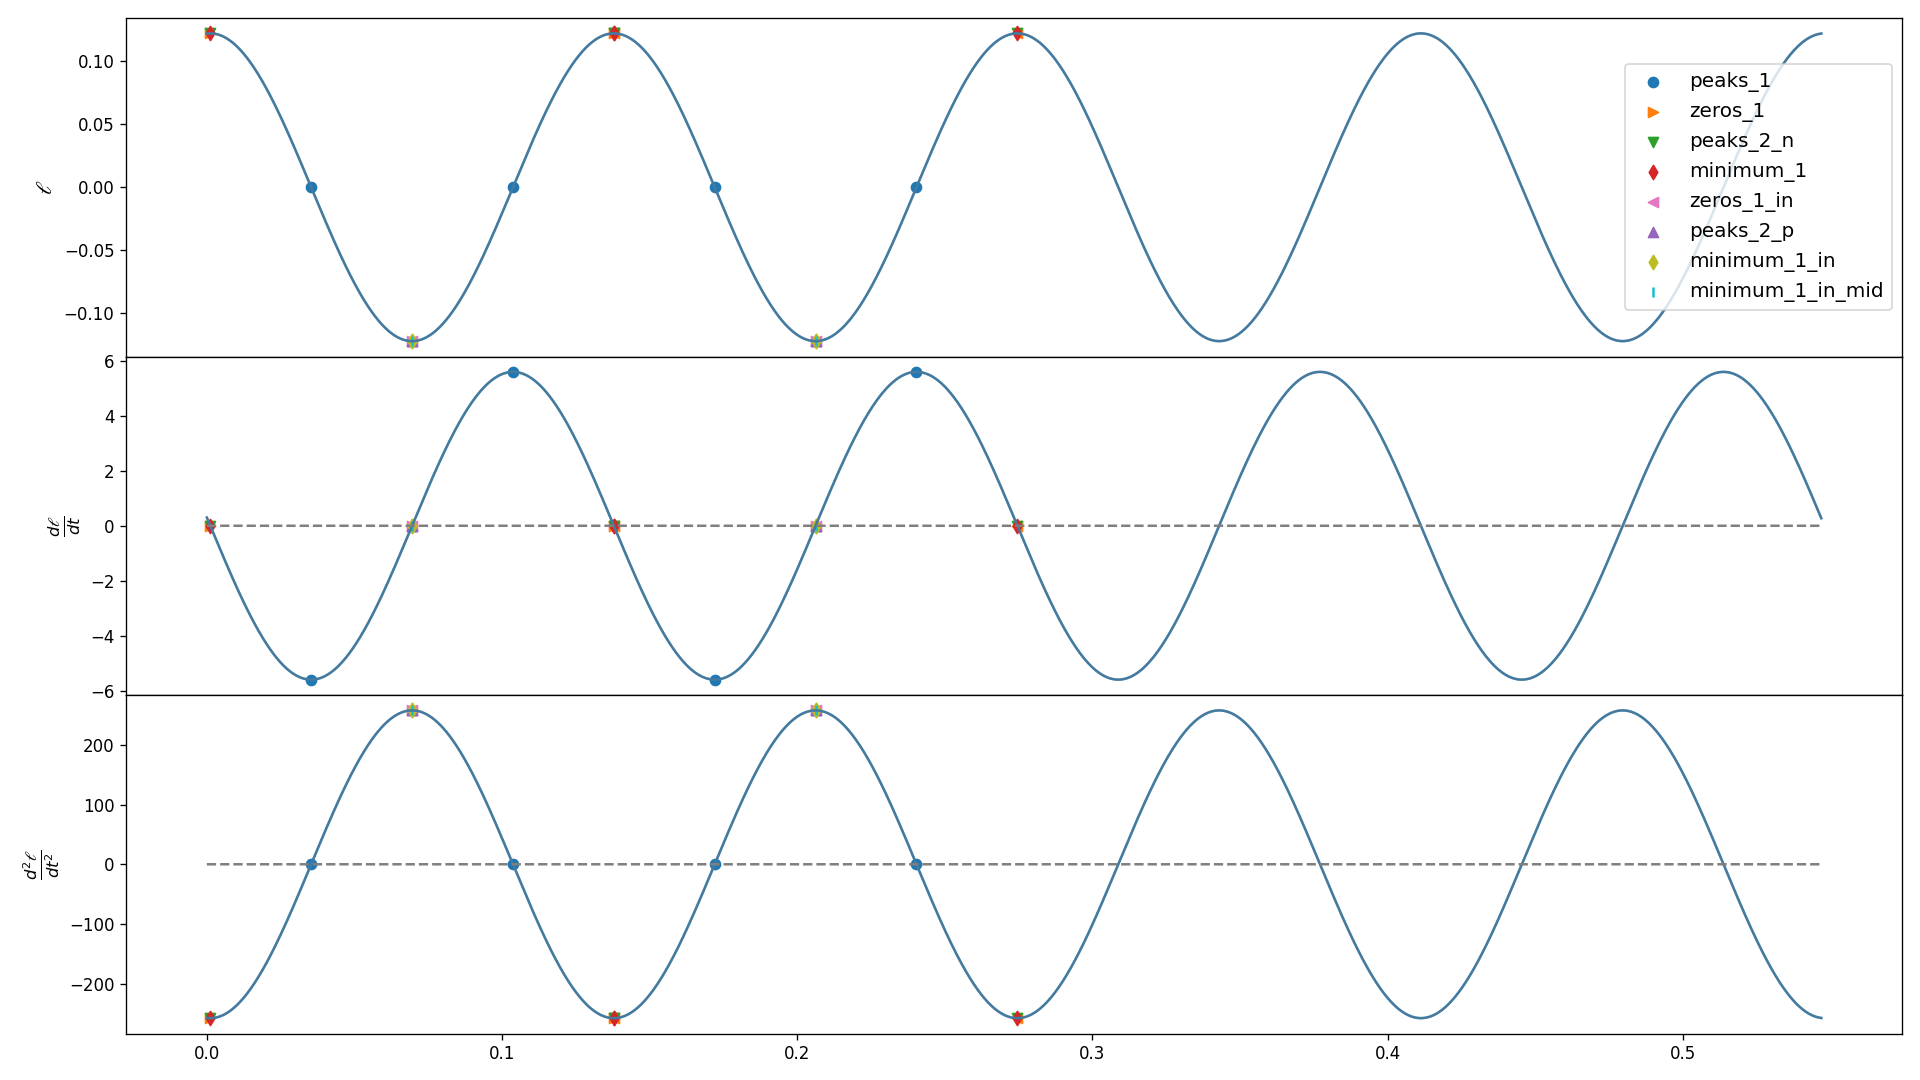 0.10
0.05
0.00
−0.05
−0.10
ℓ
peaks_1
zeros_1
peaks_2_n
minimum_1
zeros_1_in
peaks_2_p
minimum_1_in
minimum_1_in_mid
6
4
2
0
−2
−4
−6
dℓ
dt
200
100
0
−100
−200
d²ℓ
dt²
0.0 0.1 0.2 0.3 0.4 0.5